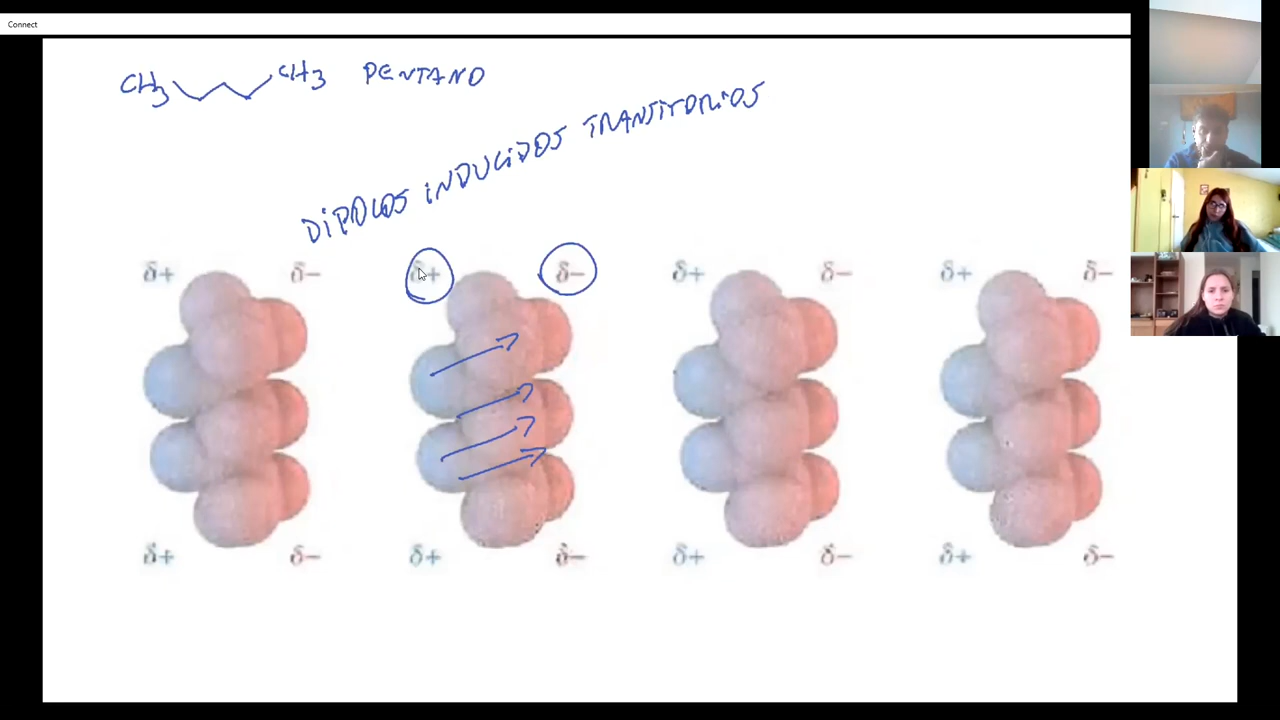 Connect
CH3 CH3 PENTANO
DIPOLOS INDUCIDOS TRANSITORIOS
δ+ δ− δ+ δ− δ+ δ− δ+ δ−
δ+ δ− δ+ δ− δ+ δ− δ+ δ−